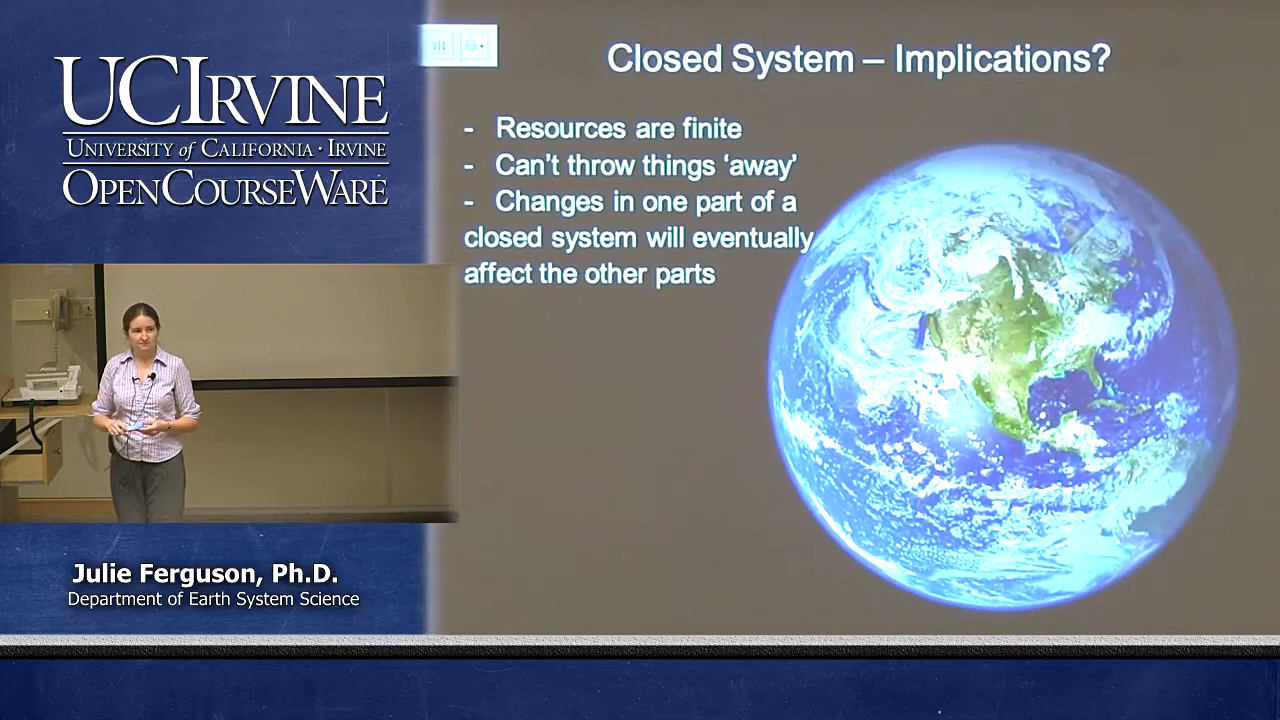 UCIRVINE
UNIVERSITY of CALIFORNIA · IRVINE
OPENCOURSEWARE
Closed System – Implications?
- Resources are finite
- Can't throw things ‘away’
- Changes in one part of a
closed system will eventually
affect the other parts
Julie Ferguson, Ph.D.
Department of Earth System Science